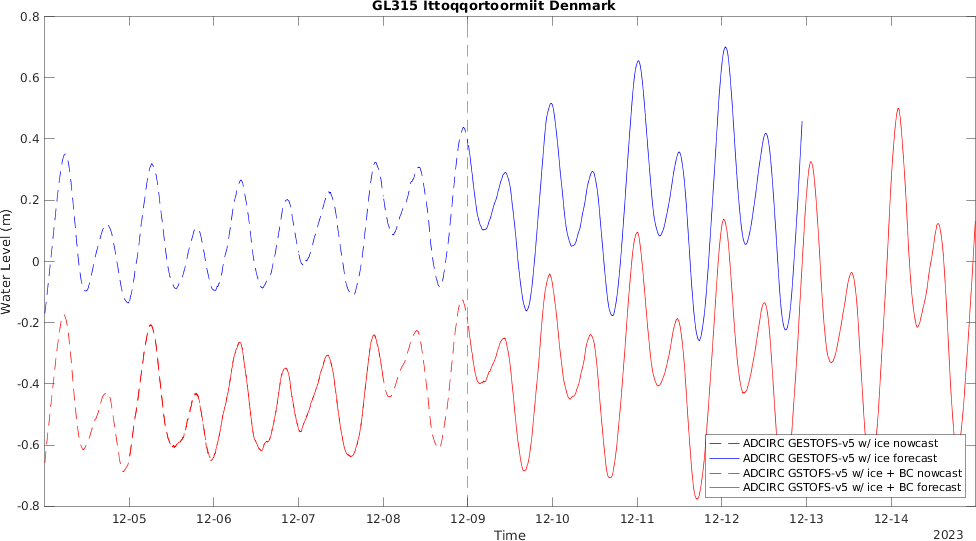 GL315 Ittoqqortoormiit Denmark
0.8
0.6
0.4
0.2
0
-0.2
-0.4
-0.6
-0.8
Water Level (m)
12-05 12-06 12-07 12-08 12-09 12-10 12-11 12-12 12-13 12-14
Time
2023
ADCIRC GESTOFS-v5 w/ ice nowcast
ADCIRC GESTOFS-v5 w/ ice forecast
ADCIRC GSTOFS-v5 w/ ice + BC nowcast
ADCIRC GSTOFS-v5 w/ ice + BC forecast